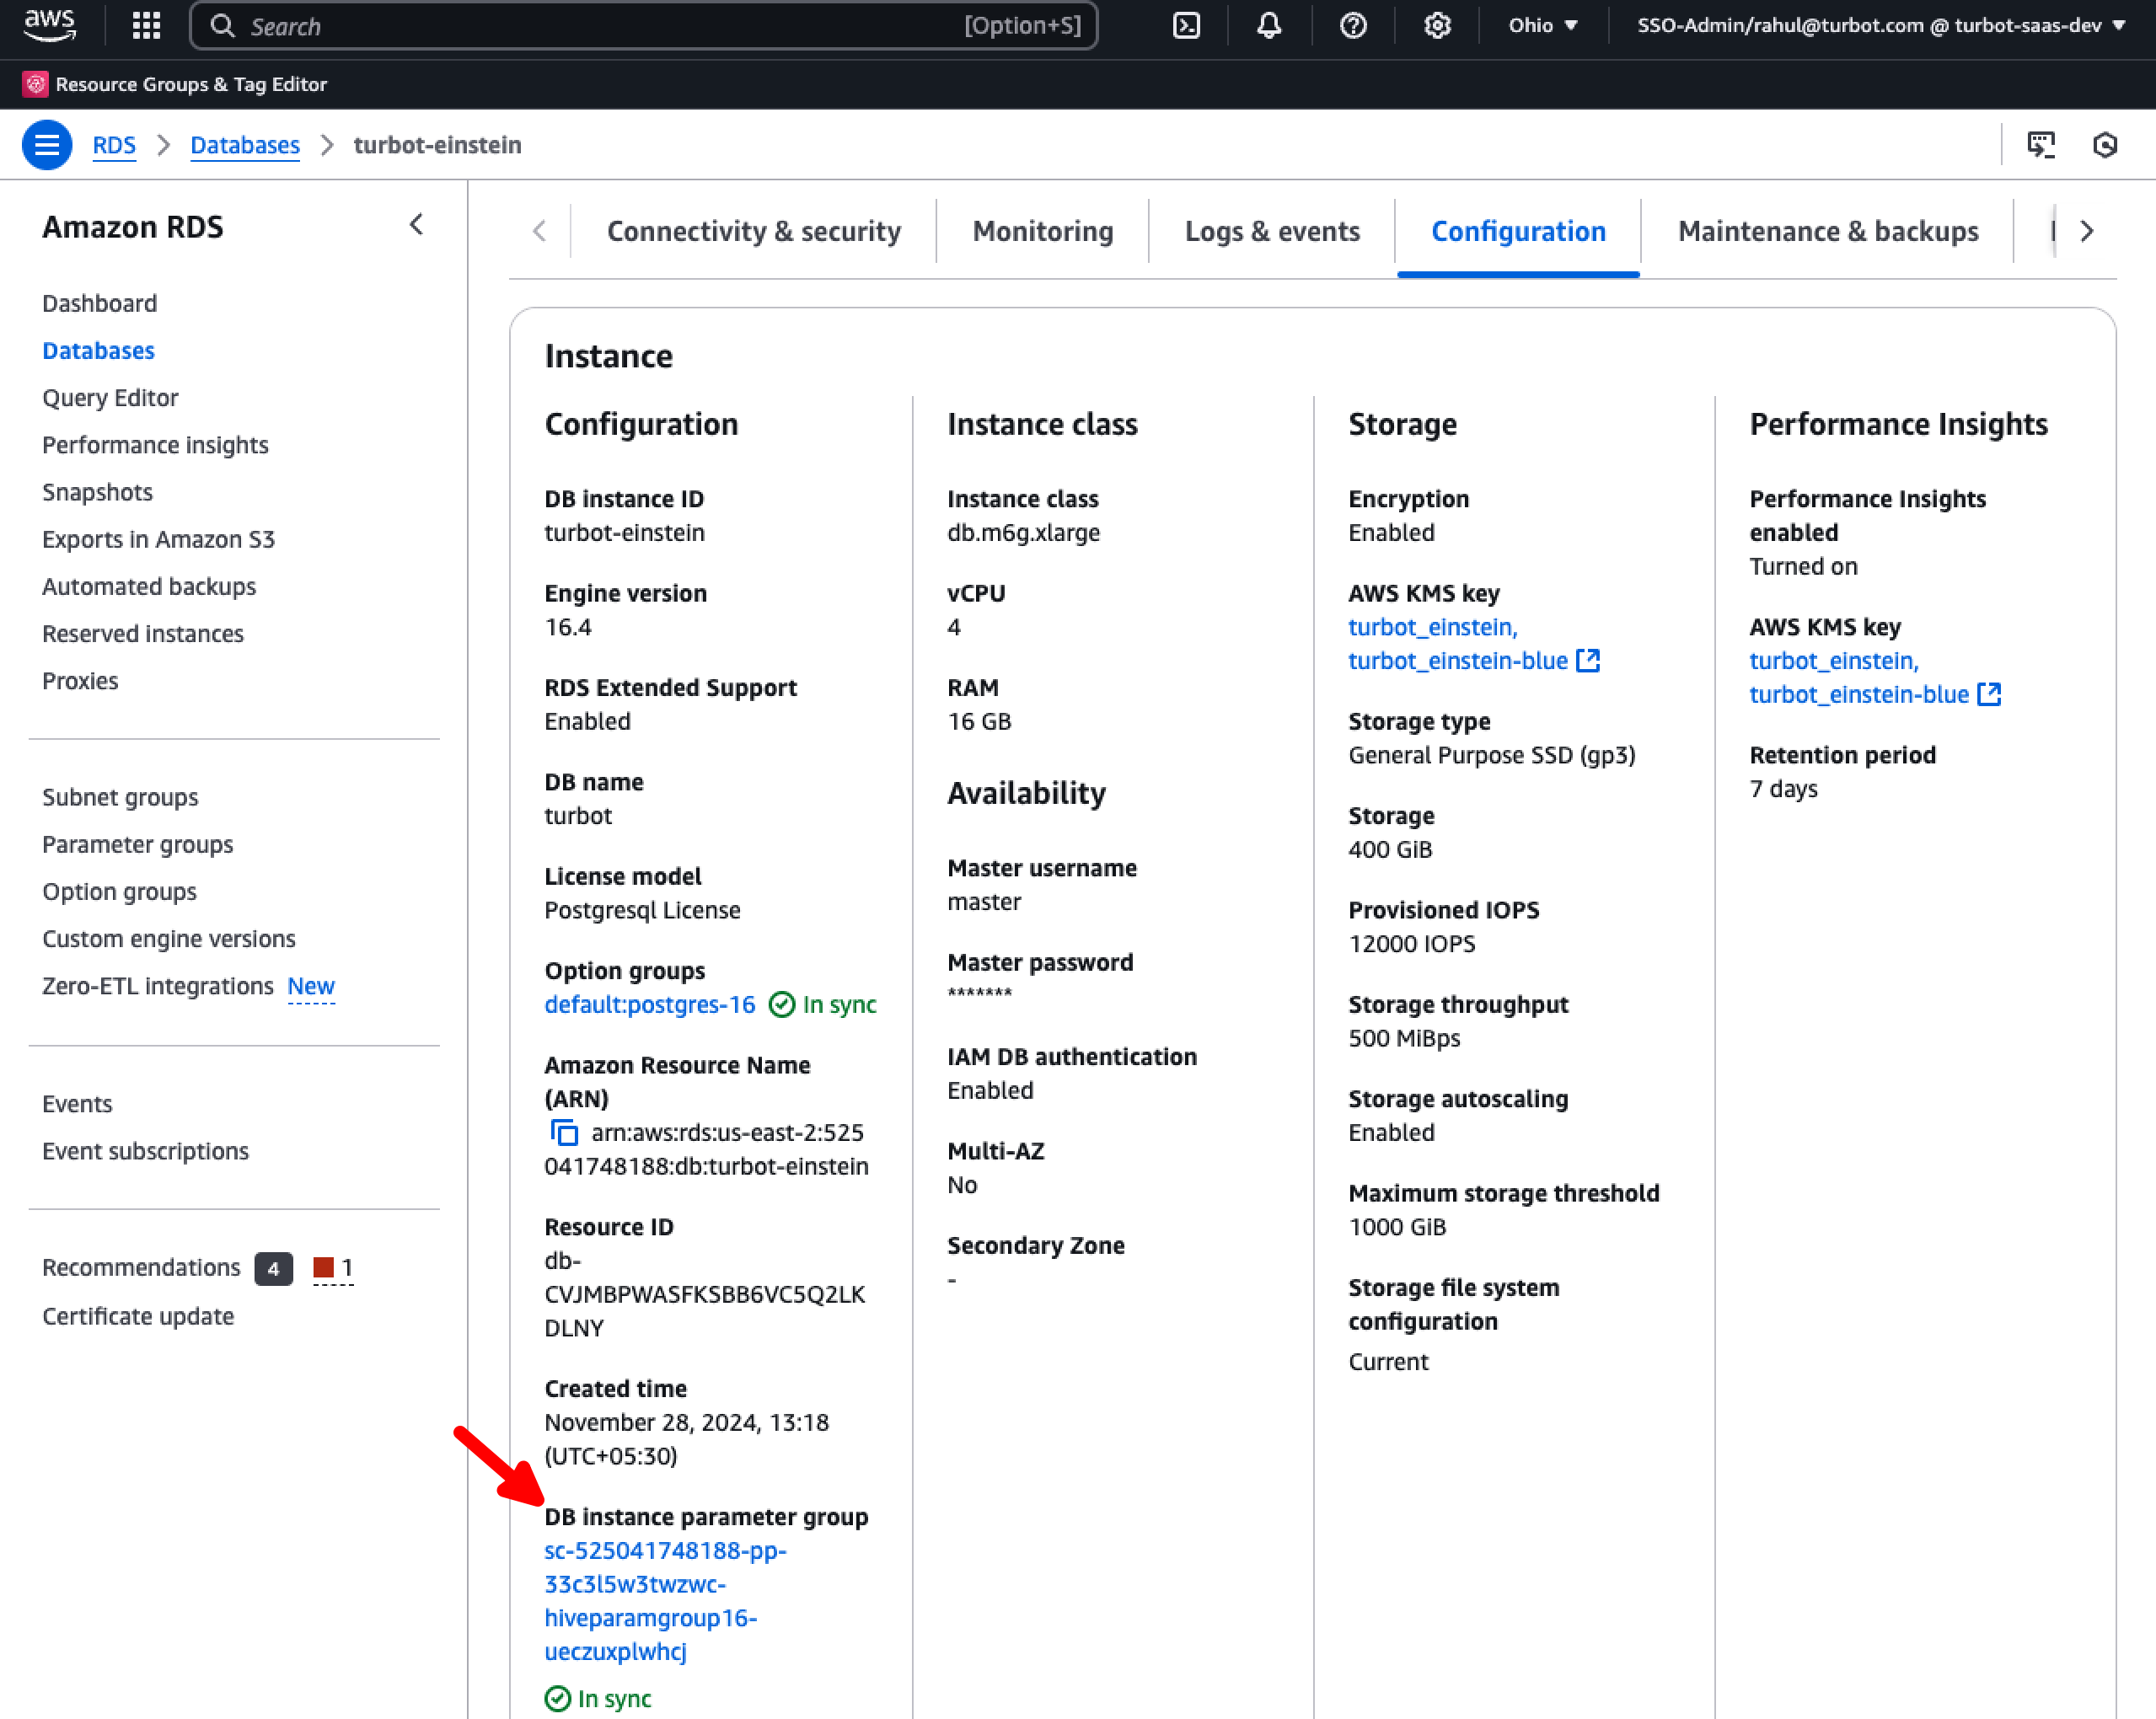 aws
Search
[Option+S]
Ohio
SSO-Admin/rahul@turbot.com @ turbot-saas-dev
Resource Groups & Tag Editor
RDS
Databases
turbot-einstein
Amazon RDS
Dashboard
Databases
Query Editor
Performance insights
Snapshots
Exports in Amazon S3
Automated backups
Reserved instances
Proxies
Subnet groups
Parameter groups
Option groups
Custom engine versions
Zero-ETL integrations New
Events
Event subscriptions
Recommendations 4 1
Certificate update
Connectivity & security
Monitoring
Logs & events
Configuration
Maintenance & backups
Instance
Configuration
DB instance ID
turbot-einstein
Engine version
16.4
RDS Extended Support
Enabled
DB name
turbot
License model
Postgresql License
Option groups
default:postgres-16 In sync
Amazon Resource Name
(ARN)
arn:aws:rds:us-east-2:525
041748188:db:turbot-einstein
Resource ID
db-
CVJMBPWASFKSBB6VC5Q2LK
DLNY
Created time
November 28, 2024, 13:18
(UTC+05:30)
DB instance parameter group
sc-525041748188-pp-
33c3l5w3twzwc-
hiveparamgroup16-
ueczuxplwhcj
In sync
Instance class
Instance class
db.m6g.xlarge
vCPU
4
RAM
16 GB
Availability
Master username
master
Master password
*******
IAM DB authentication
Enabled
Multi-AZ
No
Secondary Zone
-
Storage
Encryption
Enabled
AWS KMS key
turbot_einstein,
turbot_einstein-blue
Storage type
General Purpose SSD (gp3)
Storage
400 GiB
Provisioned IOPS
12000 IOPS
Storage throughput
500 MiBps
Storage autoscaling
Enabled
Maximum storage threshold
1000 GiB
Storage file system
configuration
Current
Performance Insights
Performance Insights
enabled
Turned on
AWS KMS key
turbot_einstein,
turbot_einstein-blue
Retention period
7 days